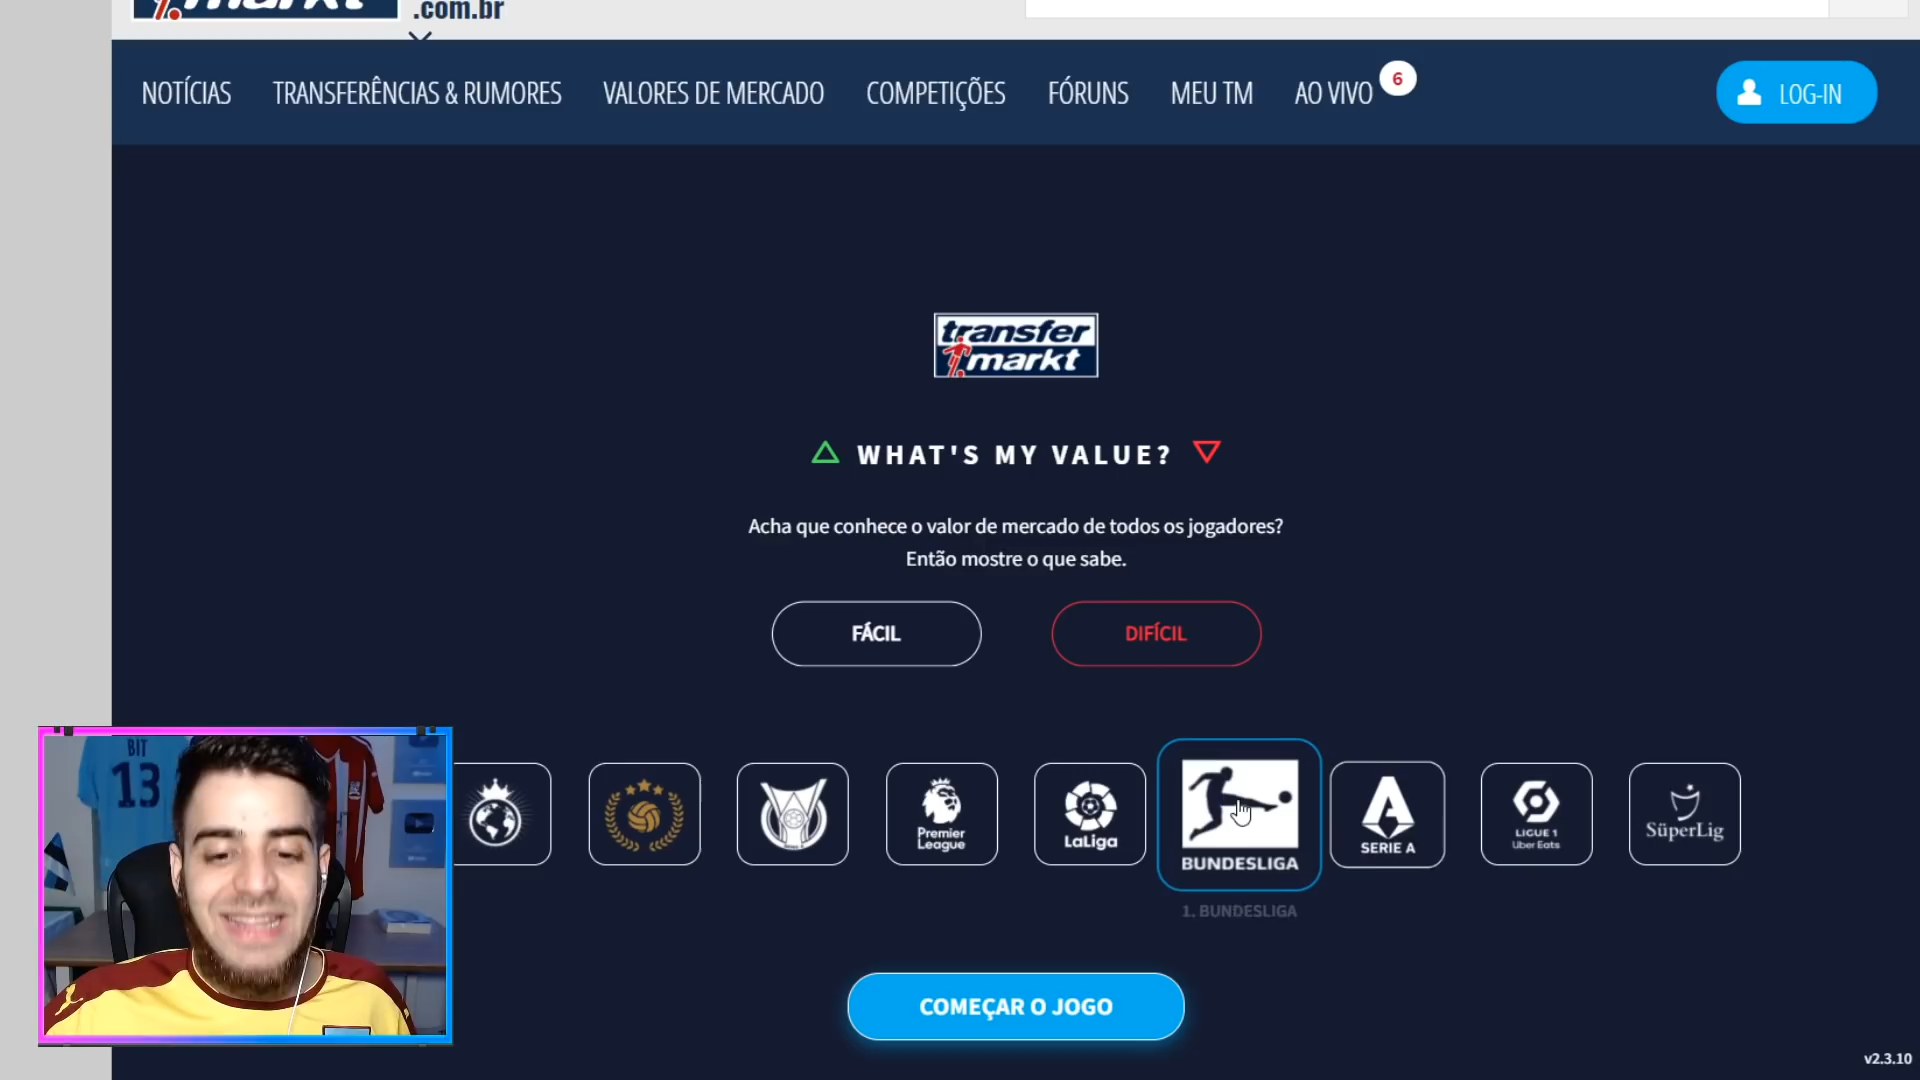 markt
.com.br
NOTÍCIAS
TRANSFERÊNCIAS & RUMORES
VALORES DE MERCADO
COMPETIÇÕES
FÓRUNS
MEU TM
AO VIVO
6
LOG-IN
transfer
markt
WHAT'S MY VALUE?
Acha que conhece o valor de mercado de todos os jogadores?
Então mostre o que sabe.
FÁCIL
DIFÍCIL
BIT
13
Premier
League
LaLiga
BUNDESLIGA
SERIE A
LIGUE 1
Uber Eats
SüperLig
1. BUNDESLIGA
COMEÇAR O JOGO
v2.3.10